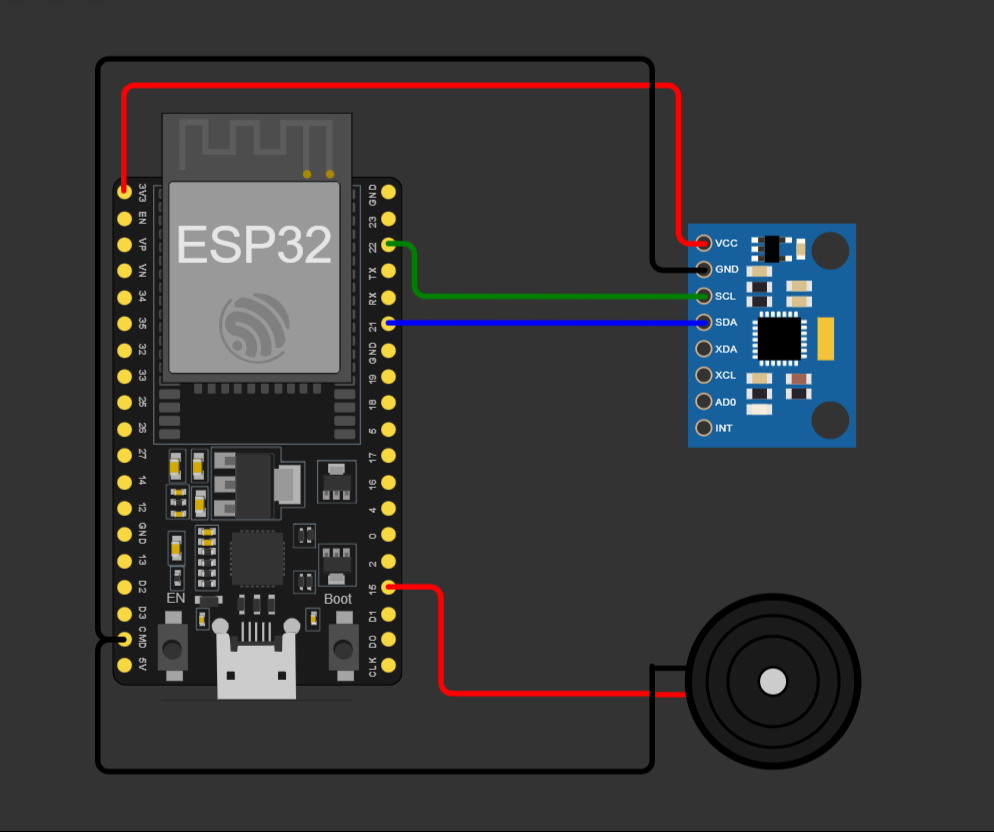 ESP32
3V3
EN
VP
VN
34
35
32
33
25
26
27
14
12
GND
13
D2
D3
CMD
5V
GND
23
22
TX
RX
21
GND
19
18
5
17
16
4
0
2
15
D1
D0
CLK
EN
Boot
VCC
GND
SCL
SDA
XDA
XCL
AD0
INT